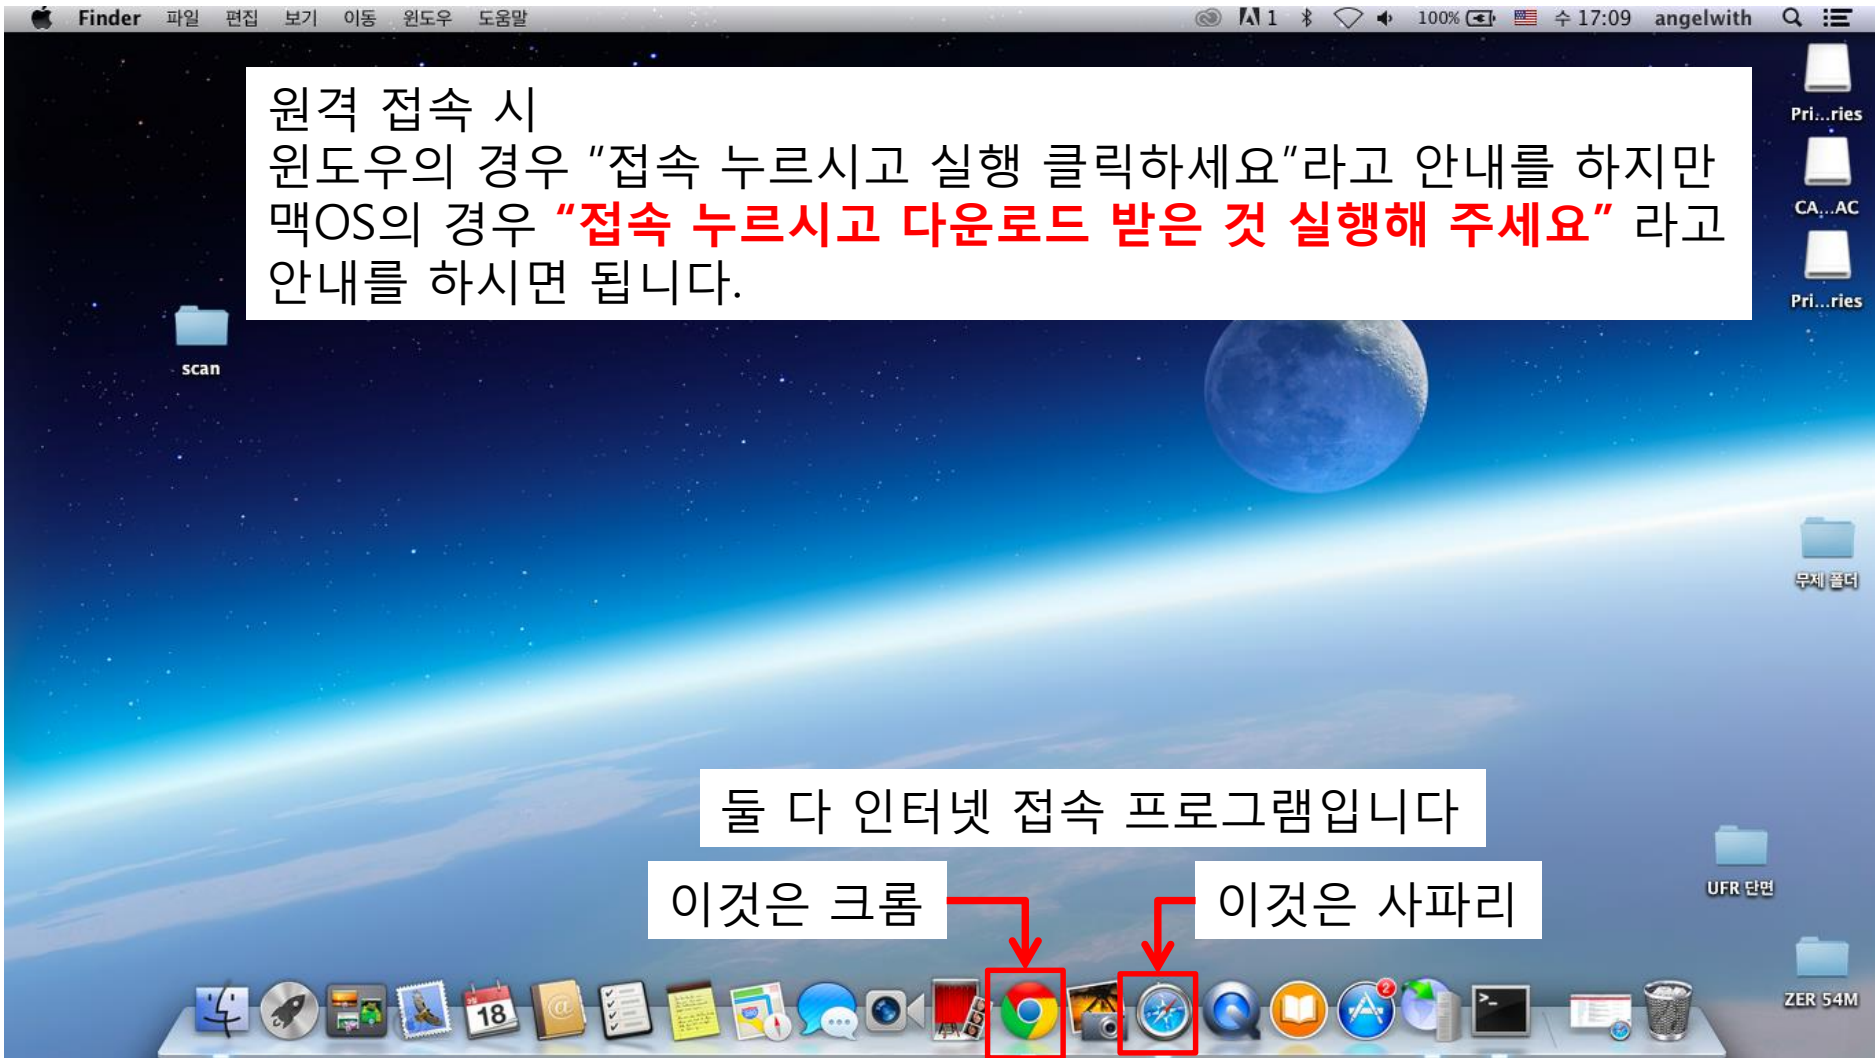 Finder 파일 편집 보기 이동 윈도우 도움말
1 100% 수 17:09 angelwith
원격 접속 시
윈도우의 경우 "접속 누르시고 실행 클릭하세요"라고 안내를 하지만
맥OS의 경우 “접속 누르시고 다운로드 받은 것 실행해 주세요” 라고
안내를 하시면 됩니다.
Pri...ries
CA...AC
Pri...ries
scan
무제 폴더
둘 다 인터넷 접속 프로그램입니다
이것은 크롬
이것은 사파리
UFR 단면
ZER 54M
18
2